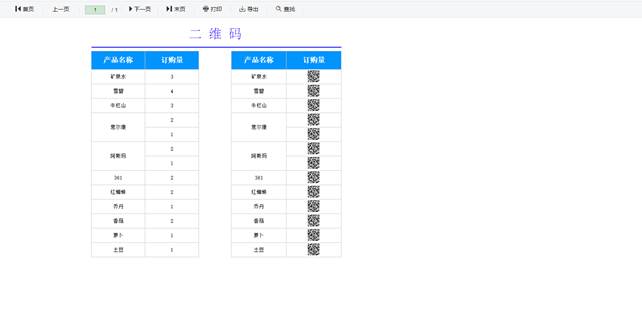 首页 上一页 1 / 1 下一页 末页 打印 导出 查找
二维码
产品名称 订购量 产品名称 订购量
矿泉水 3 矿泉水
雪碧 4 雪碧
牛栏山 3 牛栏山
意尔康 2 意尔康
1
阿斯玛 2 阿斯玛
1
361 2 361
红蜻蜓 2 红蜻蜓
乔丹 1 乔丹
香菇 2 香菇
萝卜 1 萝卜
土豆 1 土豆